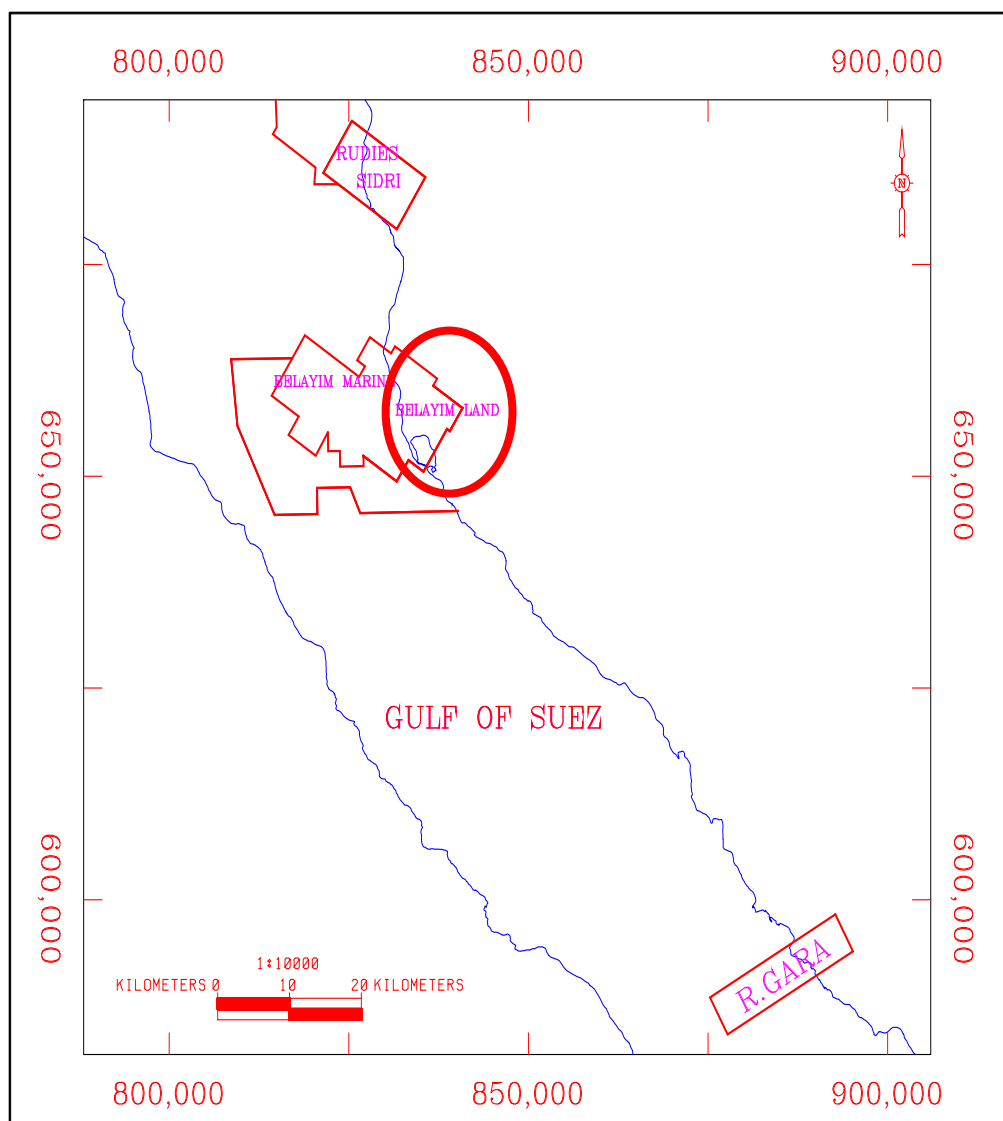 800,000 850,000 900,000
RUDIES
SIDRI
N
BELAYIM MARINE
BELAYIM LAND
650,000 650,000
GULF OF SUEZ
600,000 600,000
R.GARA
1:10000
KILOMETERS 0 10 20 KILOMETERS
800,000 850,000 900,000